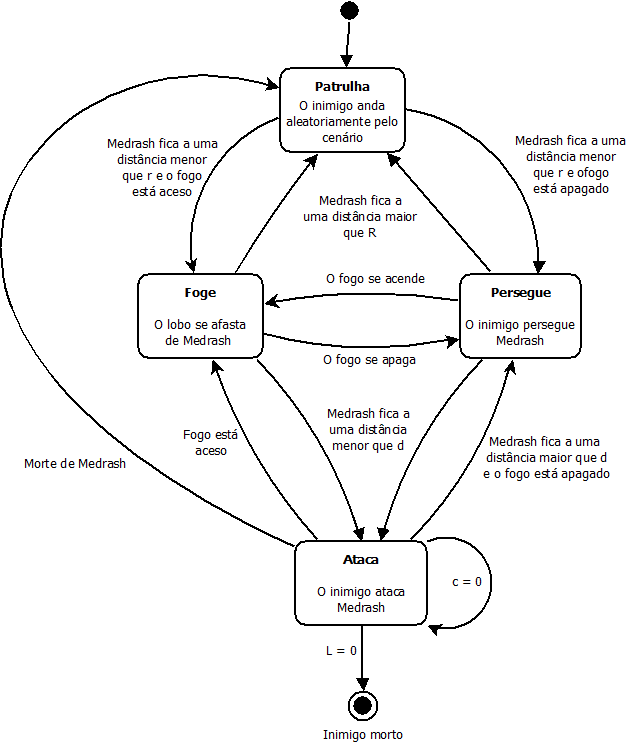 Patrulha
O inimigo anda
aleatoriamente pelo
cenário
Medrash fica a uma
distância menor
que r e o fogo
está aceso
Medrash fica a uma
distância menor
que r e ofogo
está apagado
Medrash fica a
uma distância maior
que R
Foge
O lobo se afasta
de Medrash
O fogo se acende
Persegue
O inimigo persegue
Medrash
O fogo se apaga
Medrash fica a
uma distância
menor que d
Fogo está
aceso
Medrash fica a uma
distância maior que d
e o fogo está apagado
Morte de Medrash
Ataca
O inimigo ataca
Medrash
c = 0
L = 0
Inimigo morto